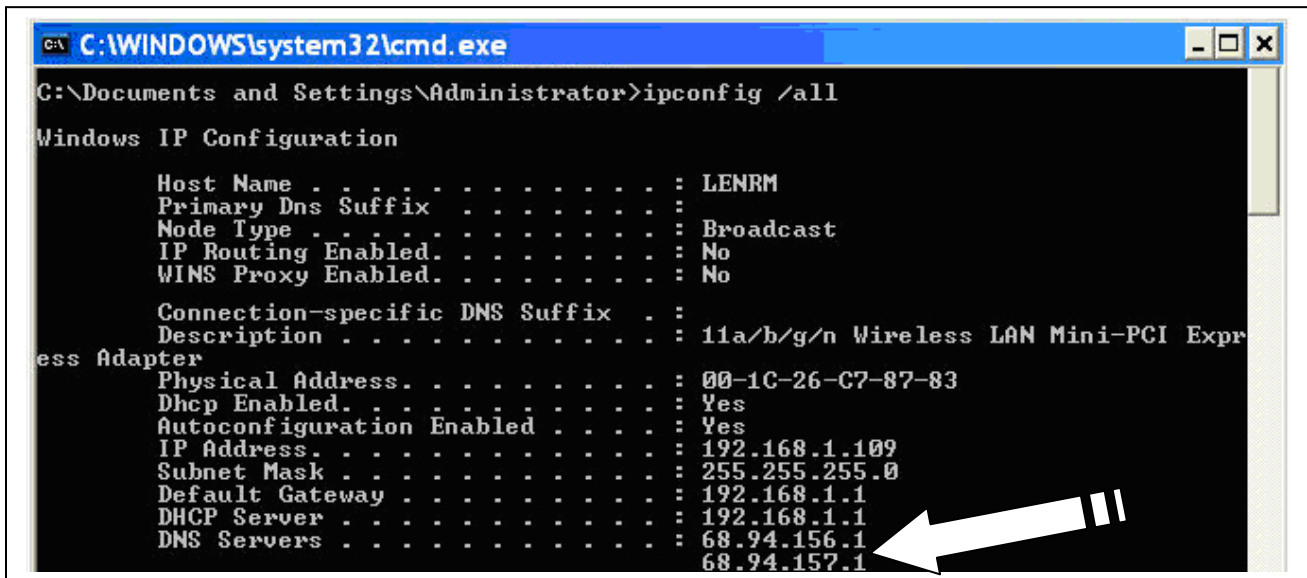 C:\WINDOWS\system32\cmd.exe
C:\Documents and Settings\Administrator>ipconfig /all
Windows IP Configuration
Host Name . . . . . . . . . . . . : LENRM
Primary Dns Suffix . . . . . . . :
Node Type . . . . . . . . . . . . : Broadcast
IP Routing Enabled. . . . . . . . : No
WINS Proxy Enabled. . . . . . . . : No
Connection-specific DNS Suffix . :
Description . . . . . . . . . . . : 11a/b/g/n Wireless LAN Mini-PCI Expr
ess Adapter
Physical Address. . . . . . . . . : 00-1C-26-C7-87-83
Dhcp Enabled. . . . . . . . . . . : Yes
Autoconfiguration Enabled . . . . : Yes
IP Address. . . . . . . . . . . . : 192.168.1.109
Subnet Mask . . . . . . . . . . . : 255.255.255.0
Default Gateway . . . . . . . . . : 192.168.1.1
DHCP Server . . . . . . . . . . . : 192.168.1.1
DNS Servers . . . . . . . . . . . : 68.94.156.1
68.94.157.1